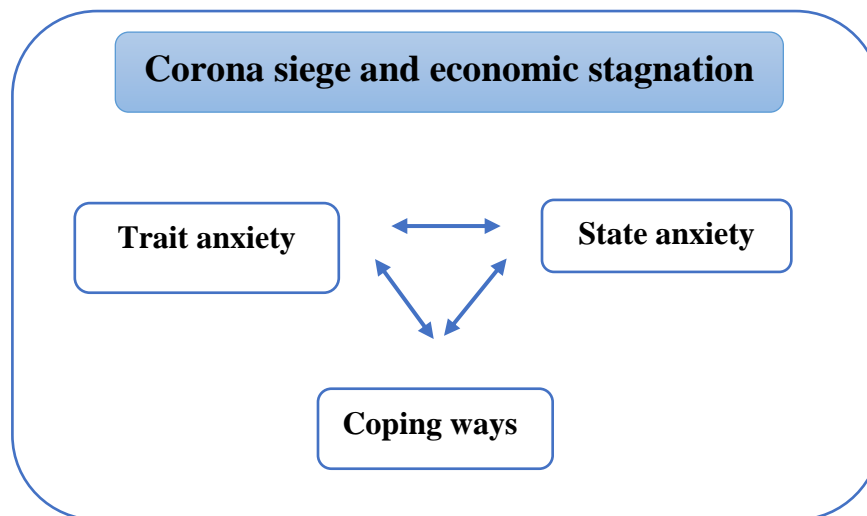 Corona siege and economic stagnation
Trait anxiety
State anxiety
Coping ways